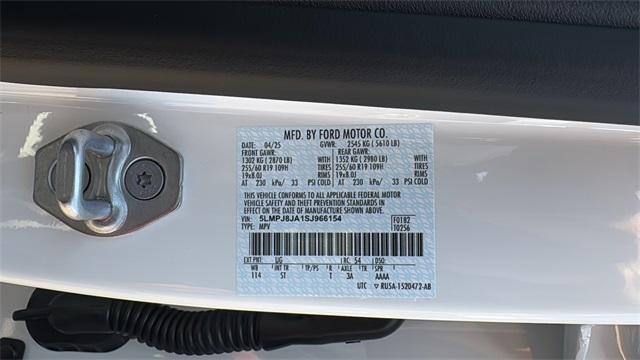 MFD. BY FORD MOTOR CO.
DATE: 04/25 GVWR: 2545 KG ( 5610 LB)
FRONT GAWR: REAR GAWR:
1302 KG ( 2870 LB) WITH 1352 KG ( 2980 LB) WITH
255/60 R19 109H TIRES 255/60 R19 109H TIRES
19x8.0J RIMS 19x8.0J RIMS
AT 230 kPa/ 33 PSI COLD AT 230 kPa/ 33 PSI COLD
THIS VEHICLE CONFORMS TO ALL APPLICABLE FEDERAL MOTOR
VEHICLE SAFETY AND THEFT PREVENTION STANDARDS IN EFFECT
ON THE DATE OF MANUFACTURE SHOWN ABOVE.
VIN: 5LMPJ8JA1SJ966154 F0182
TYPE: MPV 10256
EXT PNT: UG RC: 54 DSO:
WB INT TR TP/PS R AXLE TR SPR
114 ST T 3A AAAA
UTC RU5A-1520472-AB